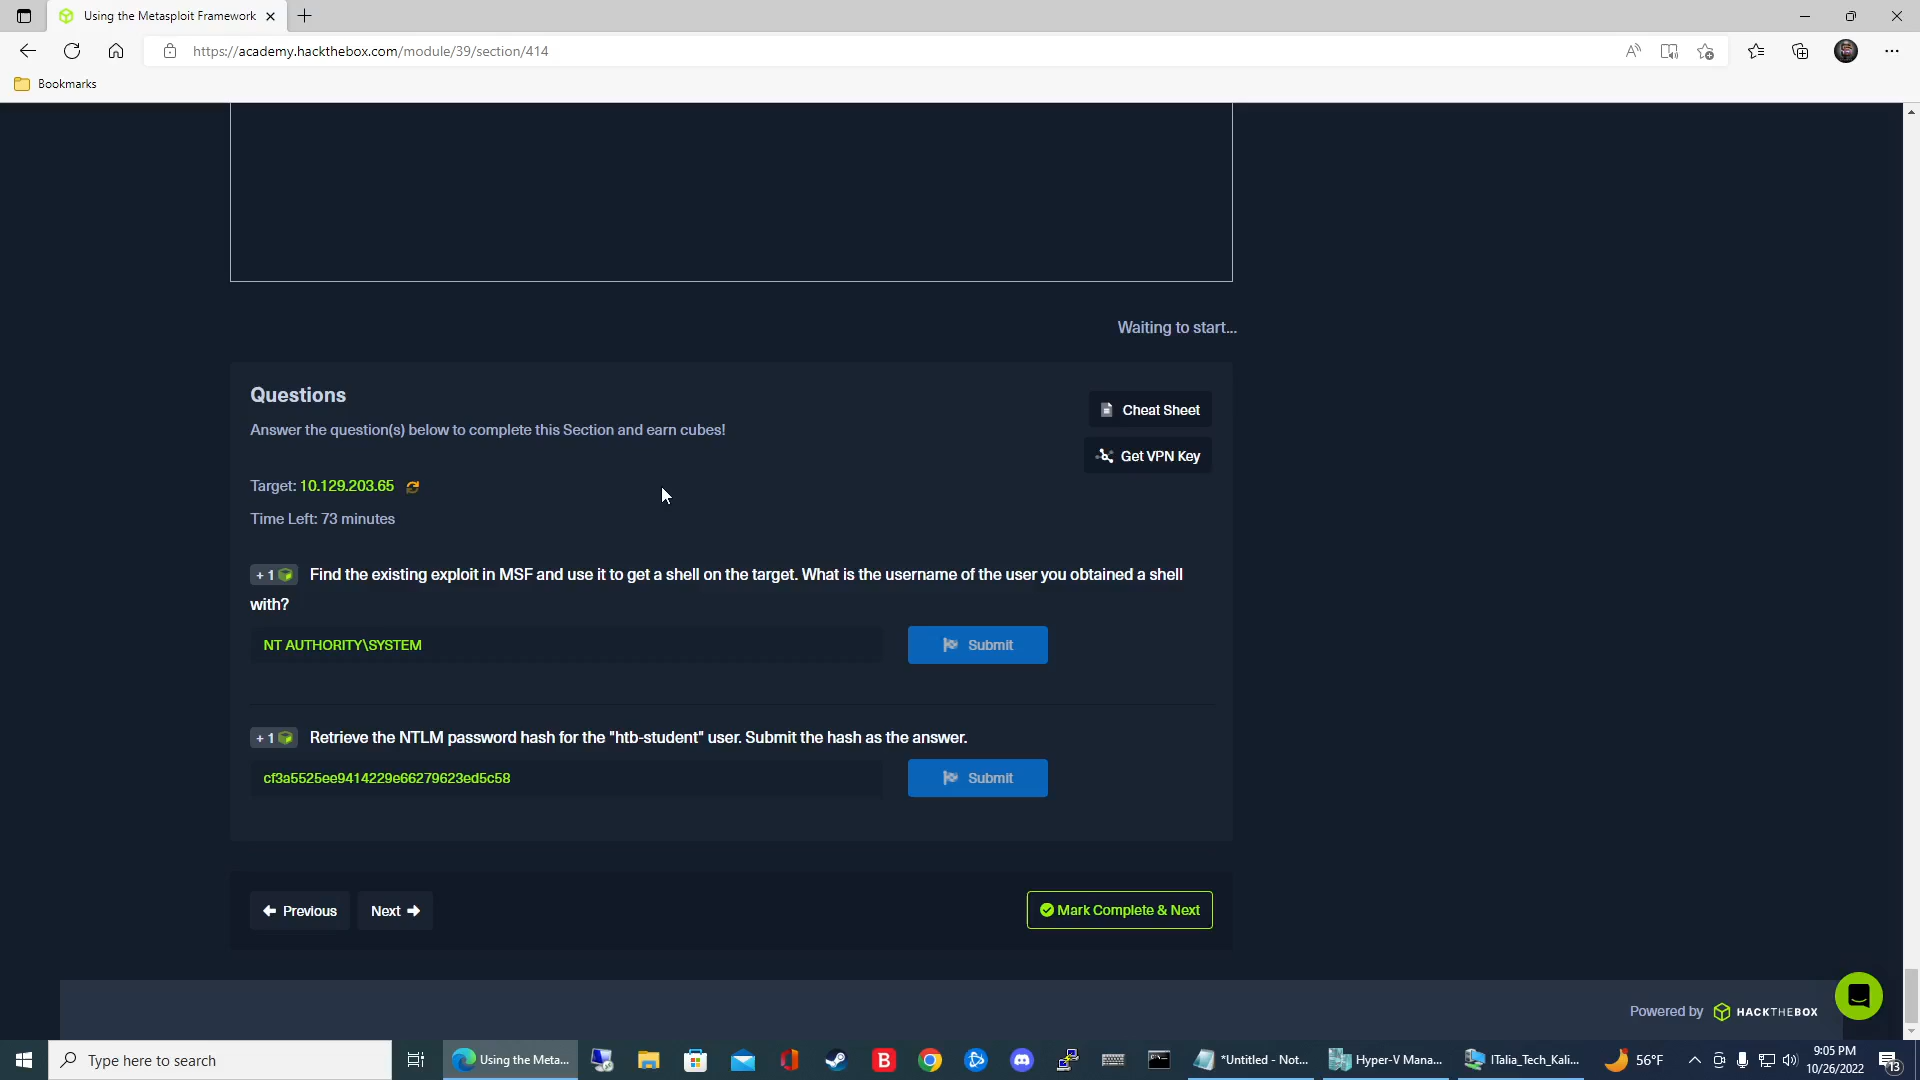 Using the Metasploit Framework
https://academy.hackthebox.com/module/39/section/414
Bookmarks
Waiting to start...
Questions
Cheat Sheet
Answer the question(s) below to complete this Section and earn cubes!
Get VPN Key
Target: 10.129.203.65
Time Left: 73 minutes
+ 1 Find the existing exploit in MSF and use it to get a shell on the target. What is the username of the user you obtained a shell
with?
NT AUTHORITY\SYSTEM
Submit
+ 1 Retrieve the NTLM password hash for the "htb-student" user. Submit the hash as the answer.
cf3a5525ee9414229e66279623ed5c58
Submit
Previous
Next
Mark Complete & Next
Powered by HACKTHEBOX
Type here to search
Using the Meta...
B
*Untitled - Not...
Hyper-V Mana...
ITalia_Tech_Kali...
56°F
9:05 PM
10/26/2022
13